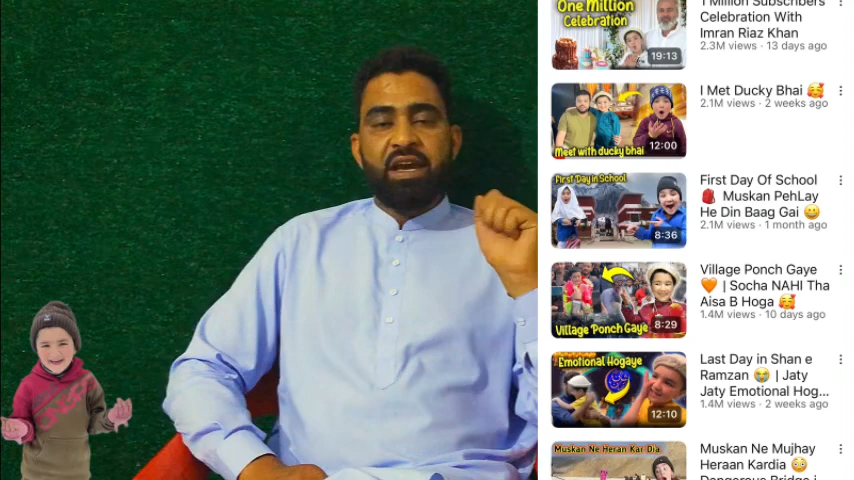 One Million
Celebration
19:13
1 Million Subscribers
Celebration With
Imran Riaz Khan
2.3M views · 13 days ago
Meet with ducky bhai
12:00
I Met Ducky Bhai 🥰
2.1M views · 2 weeks ago
First Day in School
8:36
First Day Of School
🎒 Muskan PehLay
He Din Baag Gai 😀
2.1M views · 1 month ago
Village Ponch Gaye
8:29
Village Ponch Gaye
🧡 | Socha NAHI Tha
Aisa B Hoga 🥰
1.4M views · 10 days ago
Emotional Hogaye
12:10
Last Day in Shan e
Ramzan 😭 | Jaty
Jaty Emotional Hog...
1.4M views · 2 weeks ago
Muskan Ne Heran Kar Dia
Muskan Ne Mujhay
Heraan Kardia 😳
Dangerous Bridge